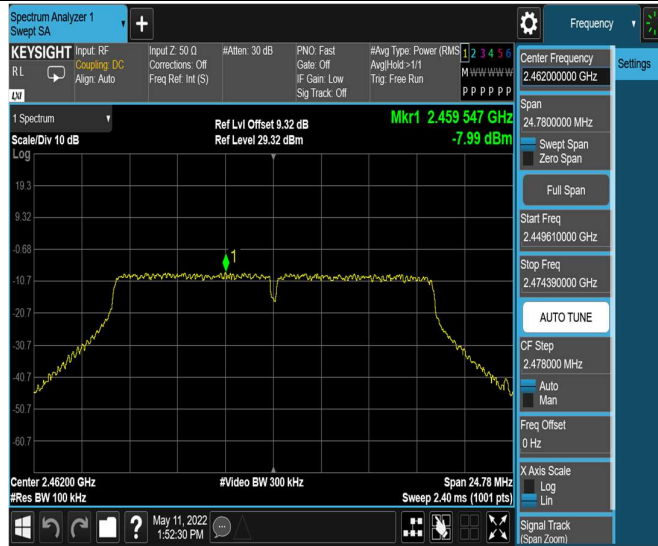 Spectrum Analyzer 1
Swept SA
+
Frequency
KEYSIGHT
Input: RF
Coupling: DC
Align: Auto
Input Z: 50 Ω
Corrections: Off
Freq Ref: Int (S)
#Atten: 30 dB
PNO: Fast
Gate: Off
IF Gain: Low
Sig Track: Off
#Avg Type: Power (RMS
Avg|Hold:>1/1
Trig: Free Run
1 2 3 4 5 6
M W W W W W
P P P P P P
R L
LXI
1 Spectrum
Scale/Div 10 dB
Log
Ref Lvl Offset 9.32 dB
Ref Level 29.32 dBm
Mkr1 2.459 547 GHz
-7.99 dBm
19.3
9.32
-0.68
-10.7
-20.7
-30.7
-40.7
-50.7
-60.7
1
Center 2.46200 GHz
#Res BW 100 kHz
#Video BW 300 kHz
Span 24.78 MHz
Sweep 2.40 ms (1001 pts)
May 11, 2022
1:52:30 PM
?
Center Frequency
2.462000000 GHz
Settings
Span
24.7800000 MHz
Swept Span
Zero Span
Full Span
Start Freq
2.449610000 GHz
Stop Freq
2.474390000 GHz
AUTO TUNE
CF Step
2.478000 MHz
Auto
Man
Freq Offset
0 Hz
X Axis Scale
Log
Lin
Signal Track
(Span Zoom)